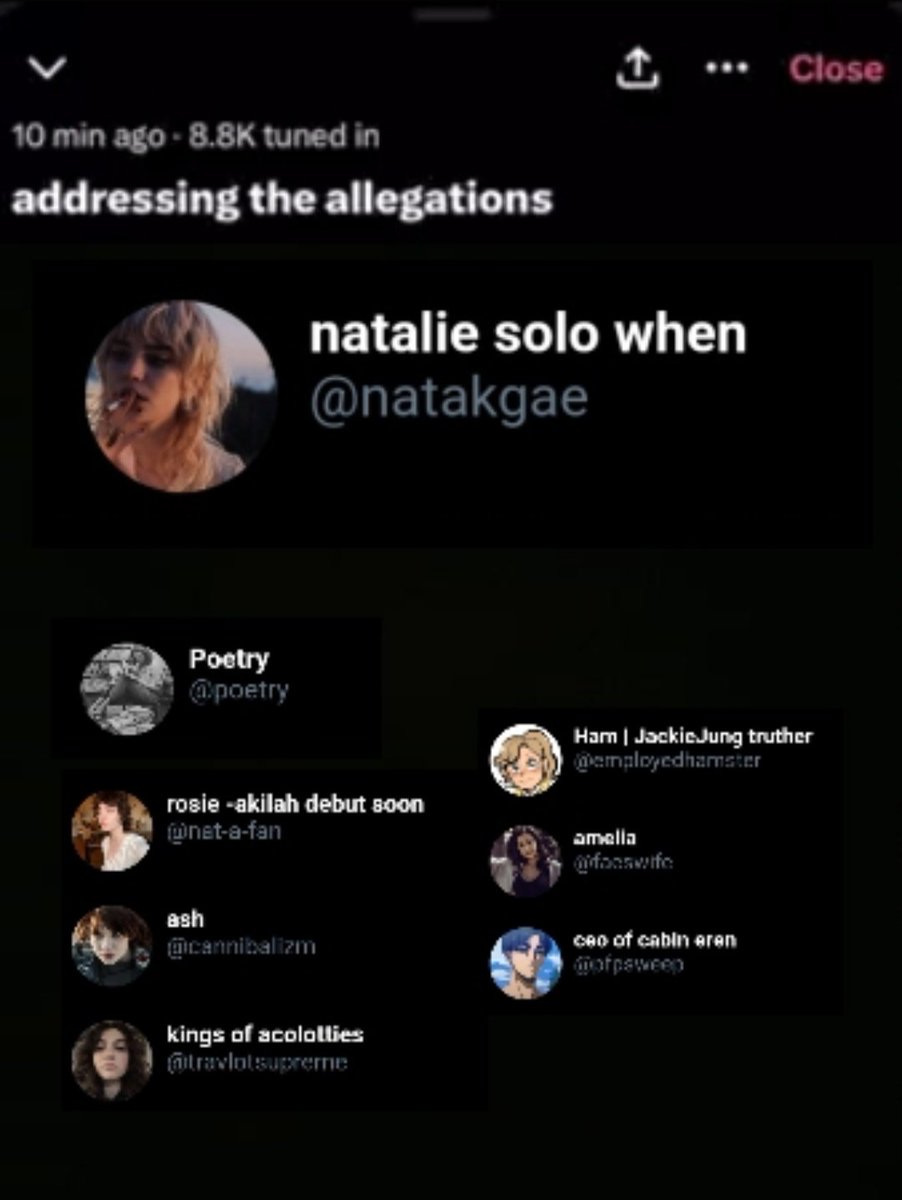 10 min ago · 8.8K tuned in
Close
addressing the allegations
natalie solo when
@natakgae
Poetry
@poetry
rosie -akilah debut soon
@nat-a-fan
ash
@cannibalizm
kings of acolotlies
@travlotsupreme
Ham | JackieJung truther
@employedhamster
amelia
@faeswife
ceo of cabin eren
@pfpsweep